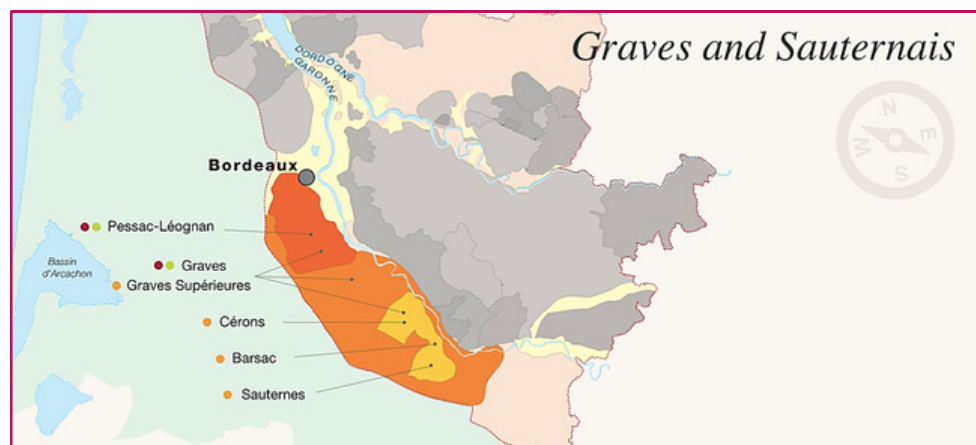 Graves and Sauternais
DORDOGNE
GARONNE
N
E
S
W
Bordeaux
Pessac-Léognan
Bassin
d'Arcachon
Graves
Graves Supérieures
Cérons
Barsac
Sauternes